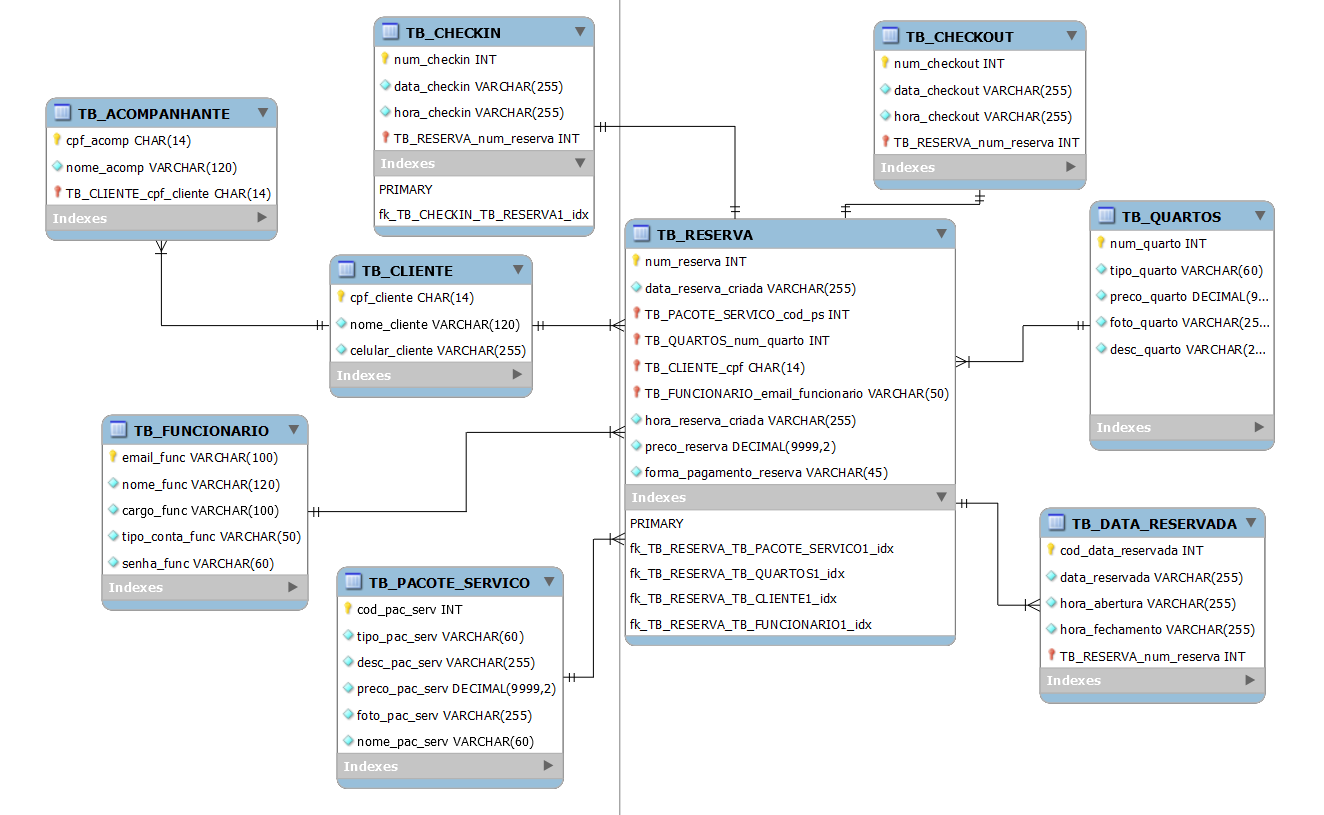 TB_CHECKIN
num_checkin INT
data_checkin VARCHAR(255)
hora_checkin VARCHAR(255)
TB_RESERVA_num_reserva INT
Indexes
PRIMARY
fk_TB_CHECKIN_TB_RESERVA1_idx
TB_CHECKOUT
num_checkout INT
data_checkout VARCHAR(255)
hora_checkout VARCHAR(255)
TB_RESERVA_num_reserva INT
Indexes
TB_ACOMPANHANTE
cpf_acomp CHAR(14)
nome_acomp VARCHAR(120)
TB_CLIENTE_cpf_cliente CHAR(14)
Indexes
TB_CLIENTE
cpf_cliente CHAR(14)
nome_cliente VARCHAR(120)
celular_cliente VARCHAR(255)
Indexes
TB_RESERVA
num_reserva INT
data_reserva_criada VARCHAR(255)
TB_PACOTE_SERVICO_cod_ps INT
TB_QUARTOS_num_quarto INT
TB_CLIENTE_cpf CHAR(14)
TB_FUNCIONARIO_email_funcionario VARCHAR(50)
hora_reserva_criada VARCHAR(255)
preco_reserva DECIMAL(9999,2)
forma_pagamento_reserva VARCHAR(45)
Indexes
PRIMARY
fk_TB_RESERVA_TB_PACOTE_SERVICO1_idx
fk_TB_RESERVA_TB_QUARTOS1_idx
fk_TB_RESERVA_TB_CLIENTE1_idx
fk_TB_RESERVA_TB_FUNCIONARIO1_idx
TB_QUARTOS
num_quarto INT
tipo_quarto VARCHAR(60)
preco_quarto DECIMAL(9...
foto_quarto VARCHAR(25...
desc_quarto VARCHAR(2...
Indexes
TB_FUNCIONARIO
email_func VARCHAR(100)
nome_func VARCHAR(120)
cargo_func VARCHAR(100)
tipo_conta_func VARCHAR(50)
senha_func VARCHAR(60)
Indexes
TB_PACOTE_SERVICO
cod_pac_serv INT
tipo_pac_serv VARCHAR(60)
desc_pac_serv VARCHAR(255)
preco_pac_serv DECIMAL(9999,2)
foto_pac_serv VARCHAR(255)
nome_pac_serv VARCHAR(60)
Indexes
TB_DATA_RESERVADA
cod_data_reservada INT
data_reservada VARCHAR(255)
hora_abertura VARCHAR(255)
hora_fechamento VARCHAR(255)
TB_RESERVA_num_reserva INT
Indexes